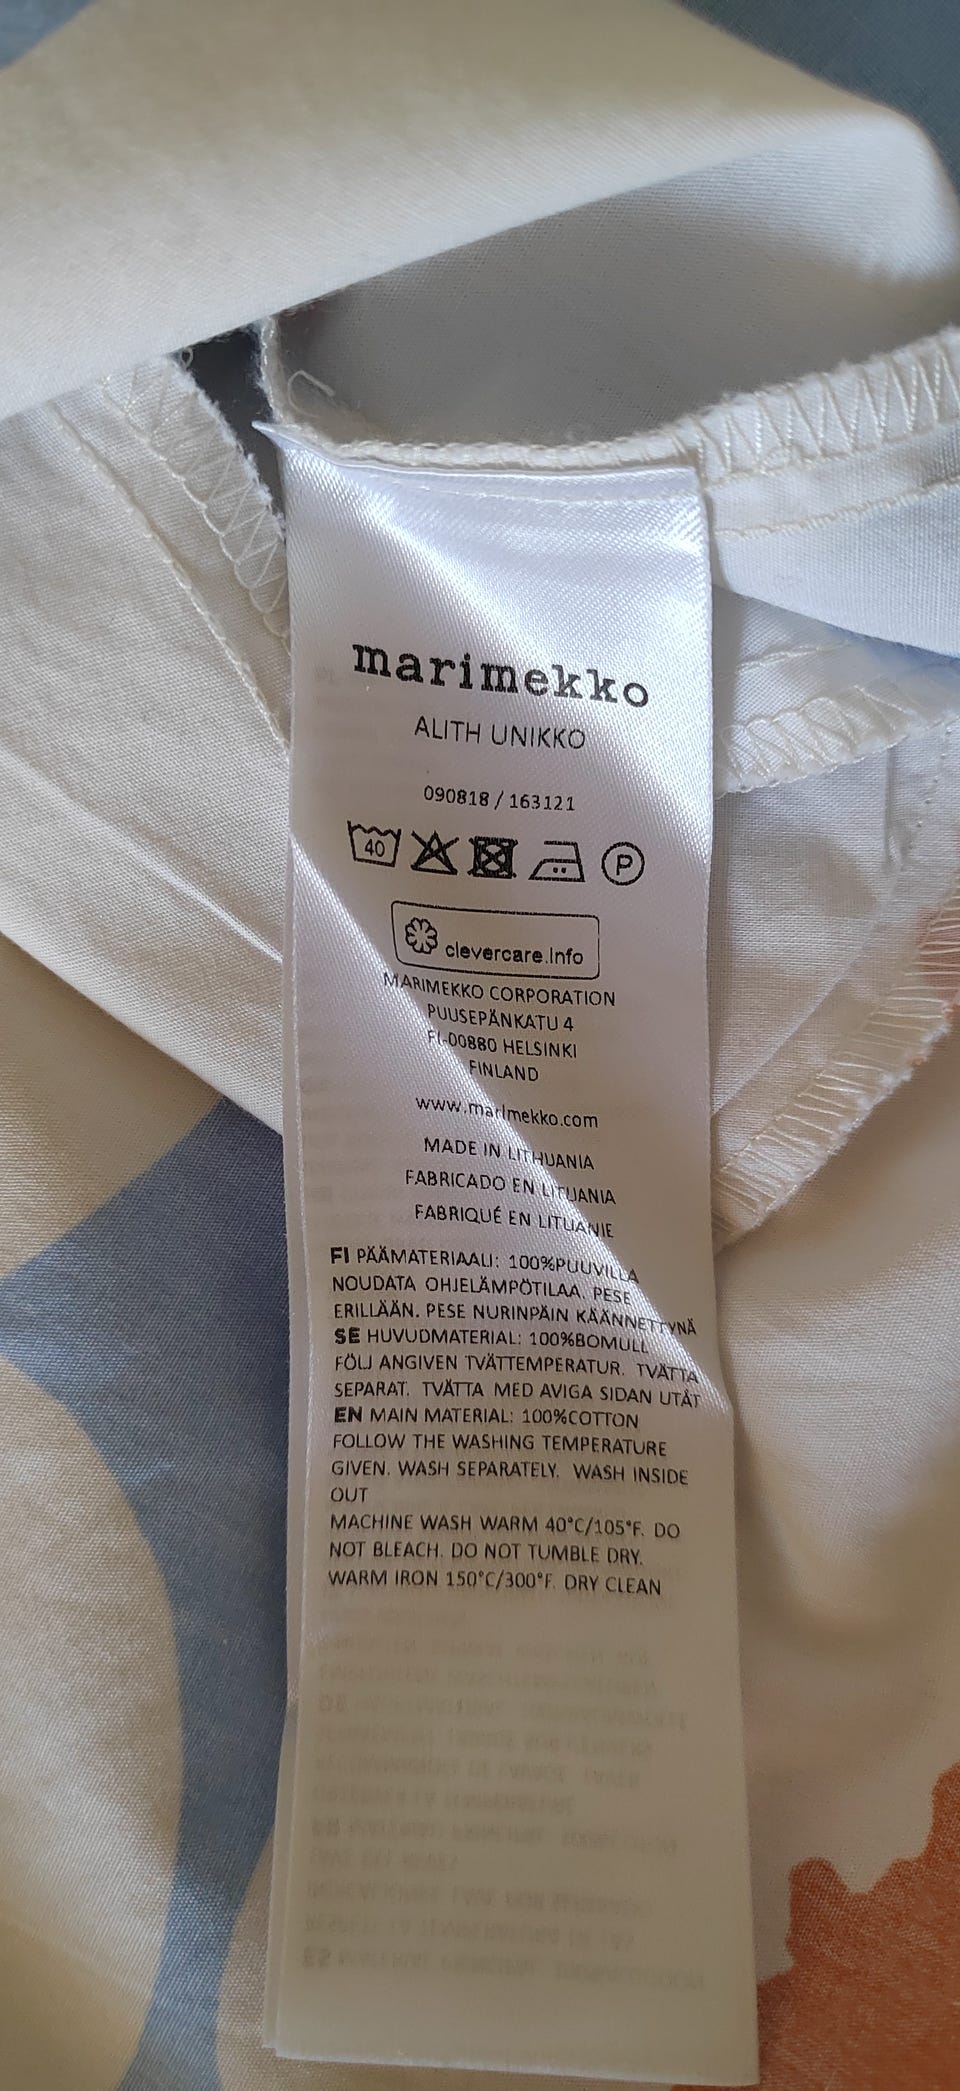 marimekko
ALITH UNIKKO
090818 / 163121
40
P
clevercare.info
MARIMEKKO CORPORATION
PUUSEPÄNKATU 4
FI-00880 HELSINKI
FINLAND
www.marimekko.com
MADE IN LITHUANIA
FABRICADO EN LITUANIA
FABRIQUÉ EN LITUANIE
FI PÄÄMATERIAALI: 100%PUUVILLA
NOUDATA OHJELÄMPÖTILAA. PESE
ERILLÄÄN. PESE NURINPÄIN KÄÄNNETTYNÄ
SE HUVUDMATERIAL: 100%BOMULL
FÖLJ ANGIVEN TVÄTTEMPERATUR. TVÄTTA
SEPARAT. TVÄTTA MED AVIGA SIDAN UTÅT
EN MAIN MATERIAL: 100%COTTON
FOLLOW THE WASHING TEMPERATURE
GIVEN. WASH SEPARATELY. WASH INSIDE
OUT
MACHINE WASH WARM 40°C/105°F. DO
NOT BLEACH. DO NOT TUMBLE DRY.
WARM IRON 150°C/300°F. DRY CLEAN